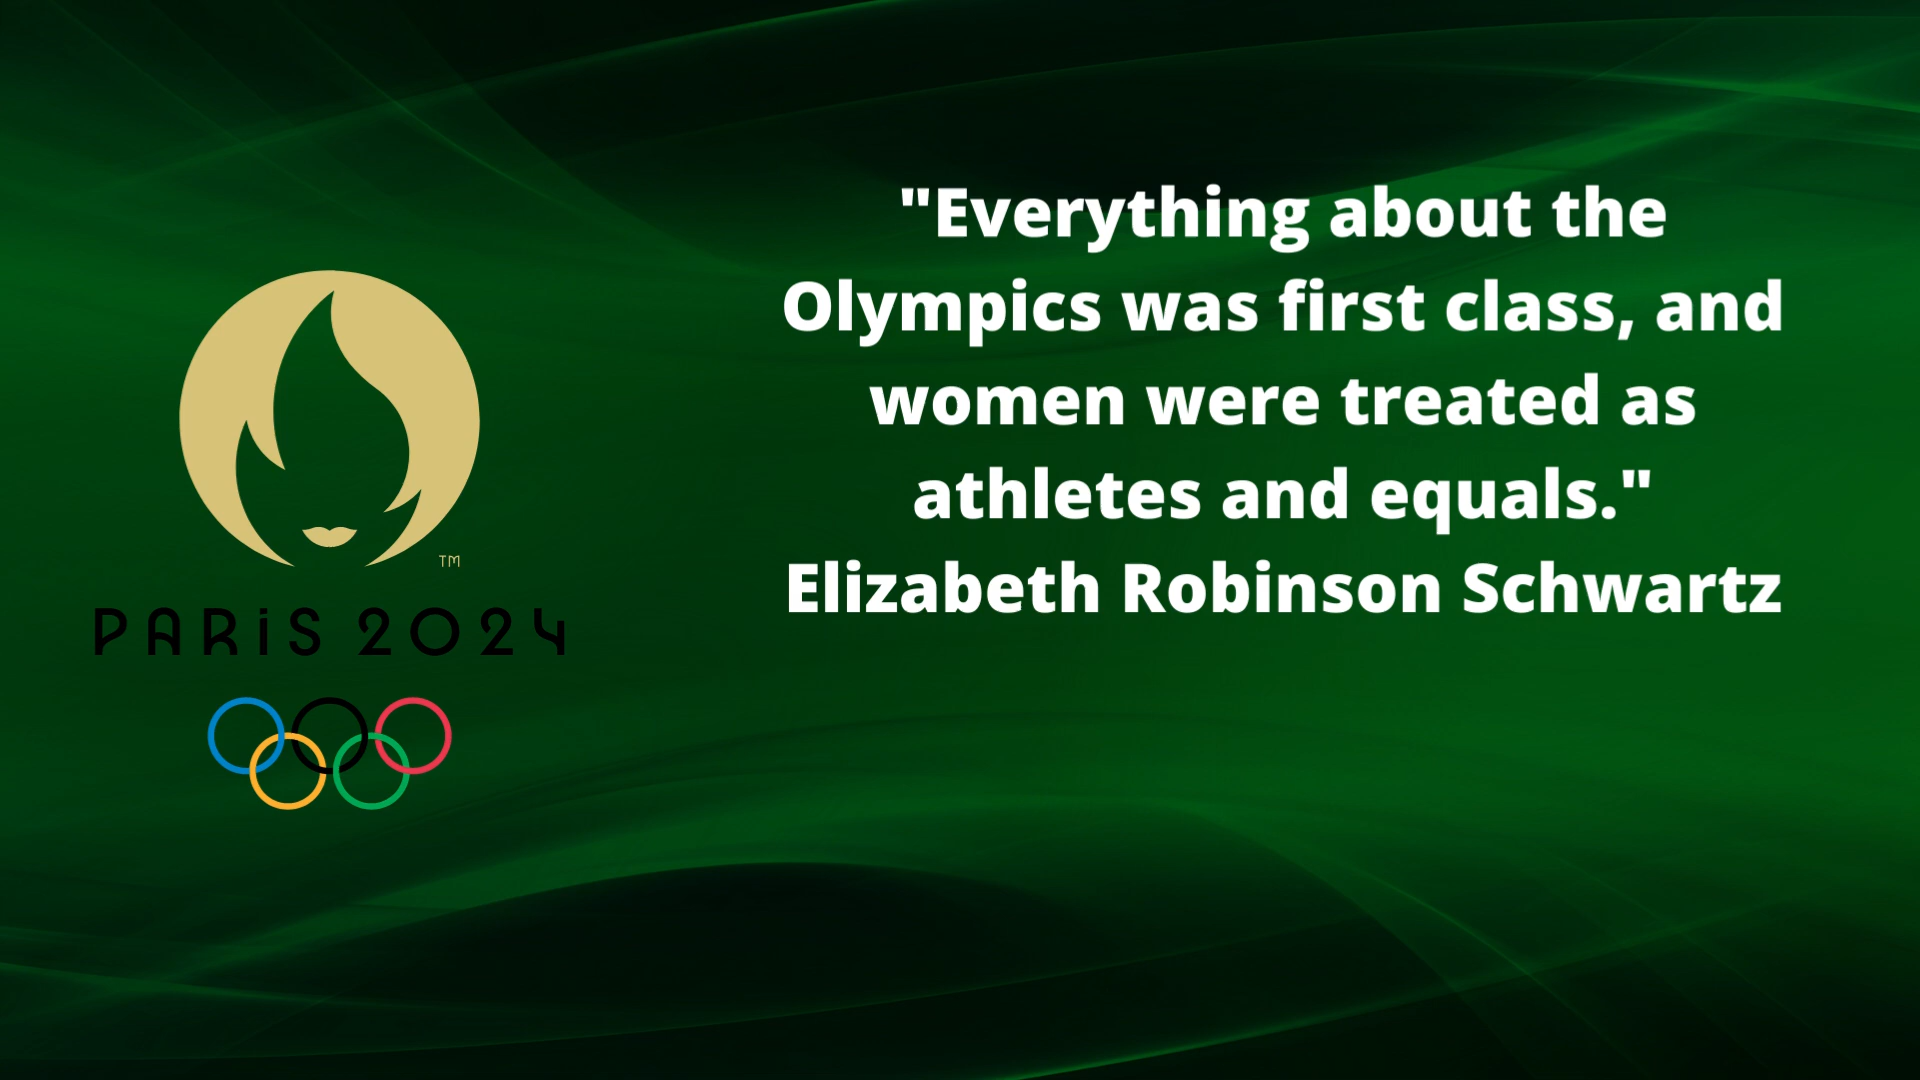 "Everything about the
Olympics was first class, and
women were treated as
athletes and equals."
Elizabeth Robinson Schwartz
TM
PARiS 2024